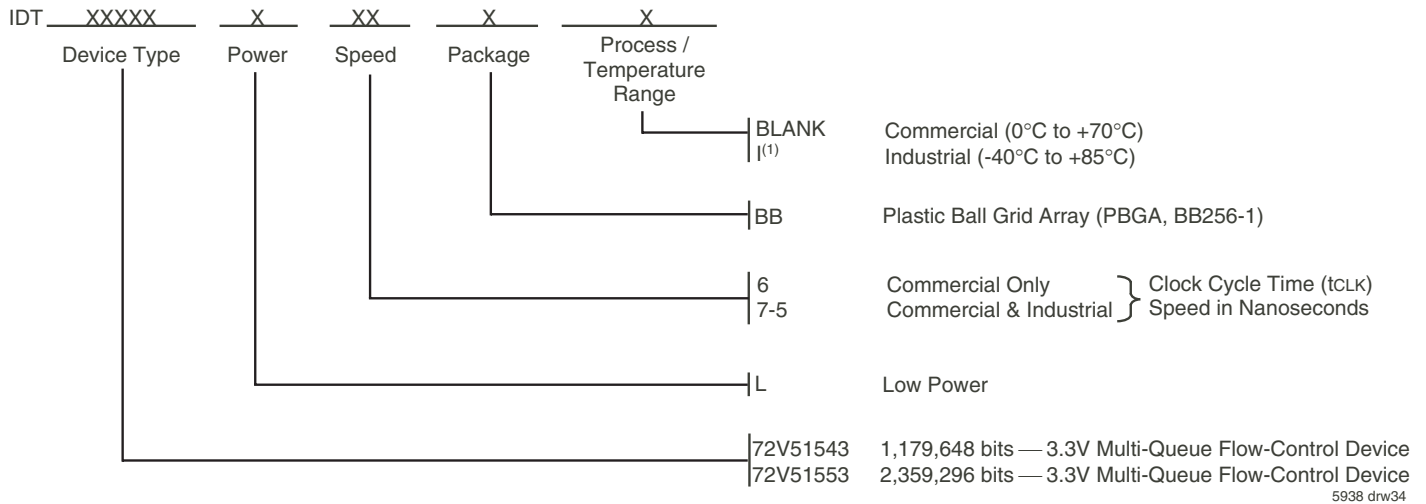 IDT XXXXX X XX X X
Device Type Power Speed Package Process /
Temperature
Range
BLANK Commercial (0°C to +70°C)
I(1) Industrial (-40°C to +85°C)
BB Plastic Ball Grid Array (PBGA, BB256-1)
6 Commercial Only Clock Cycle Time (tCLK)
7-5 Commercial & Industrial Speed in Nanoseconds
L Low Power
72V51543 1,179,648 bits — 3.3V Multi-Queue Flow-Control Device
72V51553 2,359,296 bits — 3.3V Multi-Queue Flow-Control Device
5938 drw34